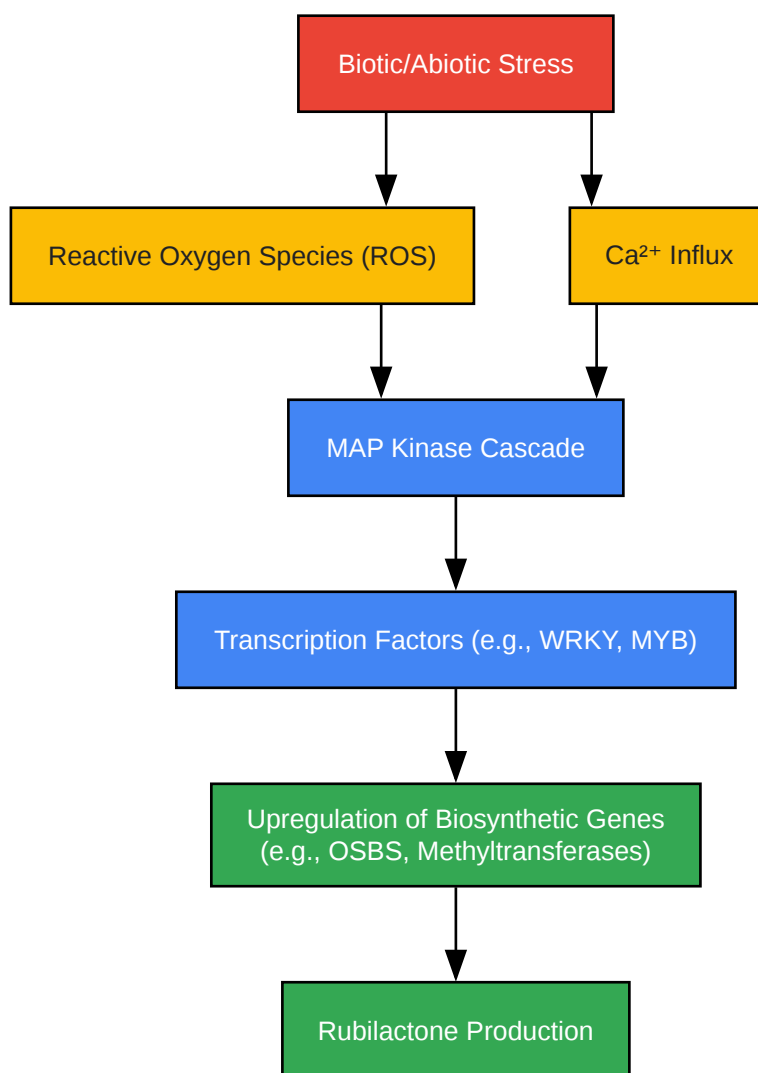 Biotic/Abiotic Stress
Reactive Oxygen Species (ROS)
Ca²⁺ Influx
MAP Kinase Cascade
Transcription Factors (e.g., WRKY, MYB)
Upregulation of Biosynthetic Genes
(e.g., OSBS, Methyltransferases)
Rubilactone Production